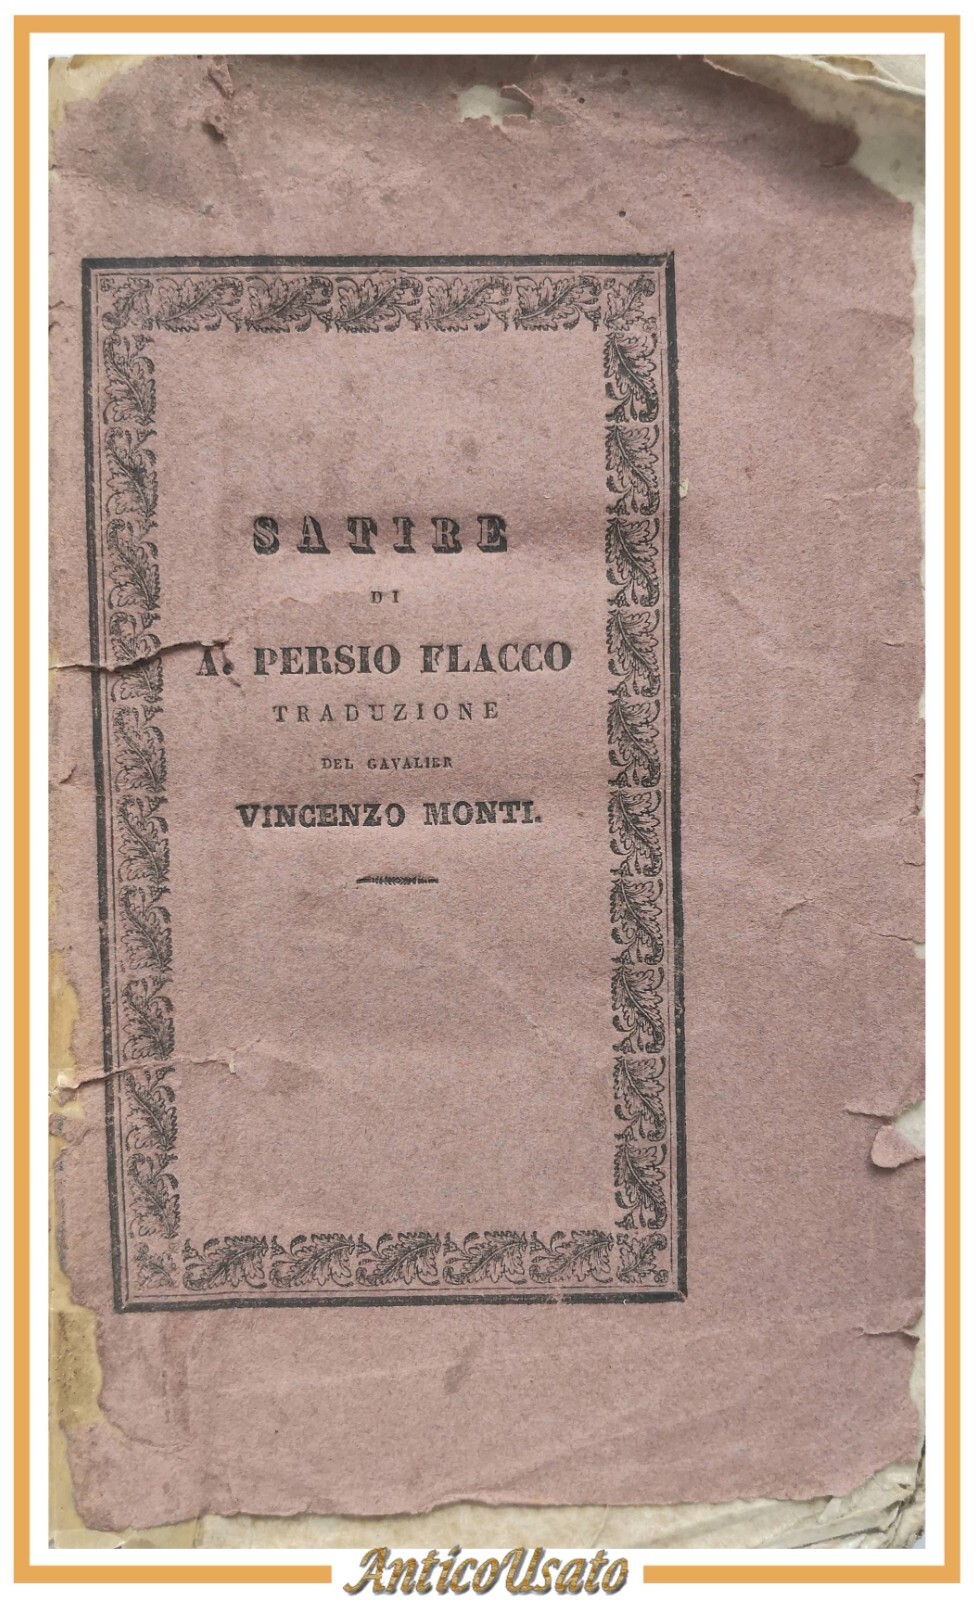 SATIRE
DI
A. PERSIO FLACCO
TRADUZIONE
DEL CAVALIER
VINCENZO MONTI.
AnticoUsato